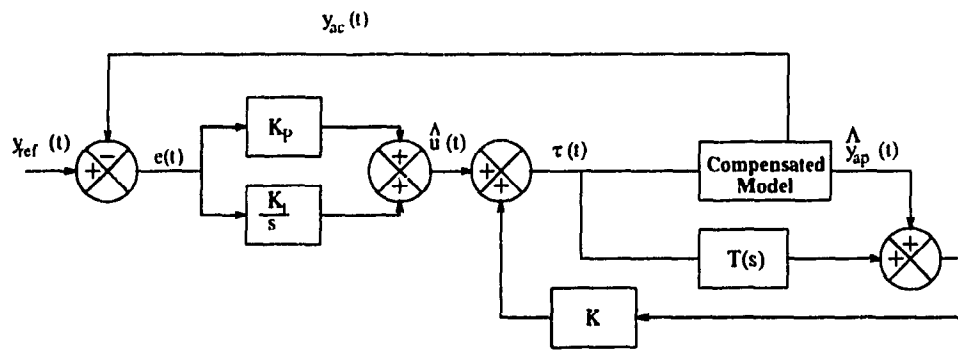 y_ac (t)
K_p
^
u (t)
y_ref (t)
−
+
e(t)
+
+
+
+
τ (t)
Compensated
Model
^
y_ap (t)
K_i
s
+
+
T(s)
K